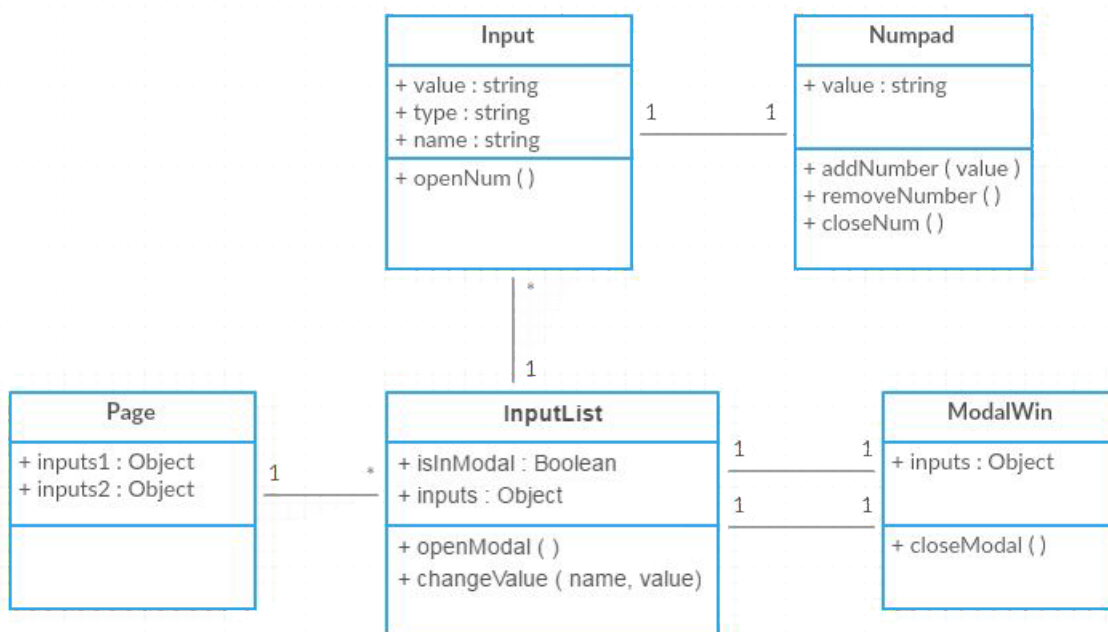 Input
+ value : string
+ type : string
+ name : string
+ openNum ( )
Numpad
+ value : string
+ addNumber ( value )
+ removeNumber ( )
+ closeNum ( )
1 1
*
1
Page
+ inputs1 : Object
+ inputs2 : Object
1 *
InputList
+ isInModal : Boolean
+ inputs : Object
+ openModal ( )
+ changeValue ( name, value)
1 1
1 1
ModalWin
+ inputs : Object
+ closeModal ( )